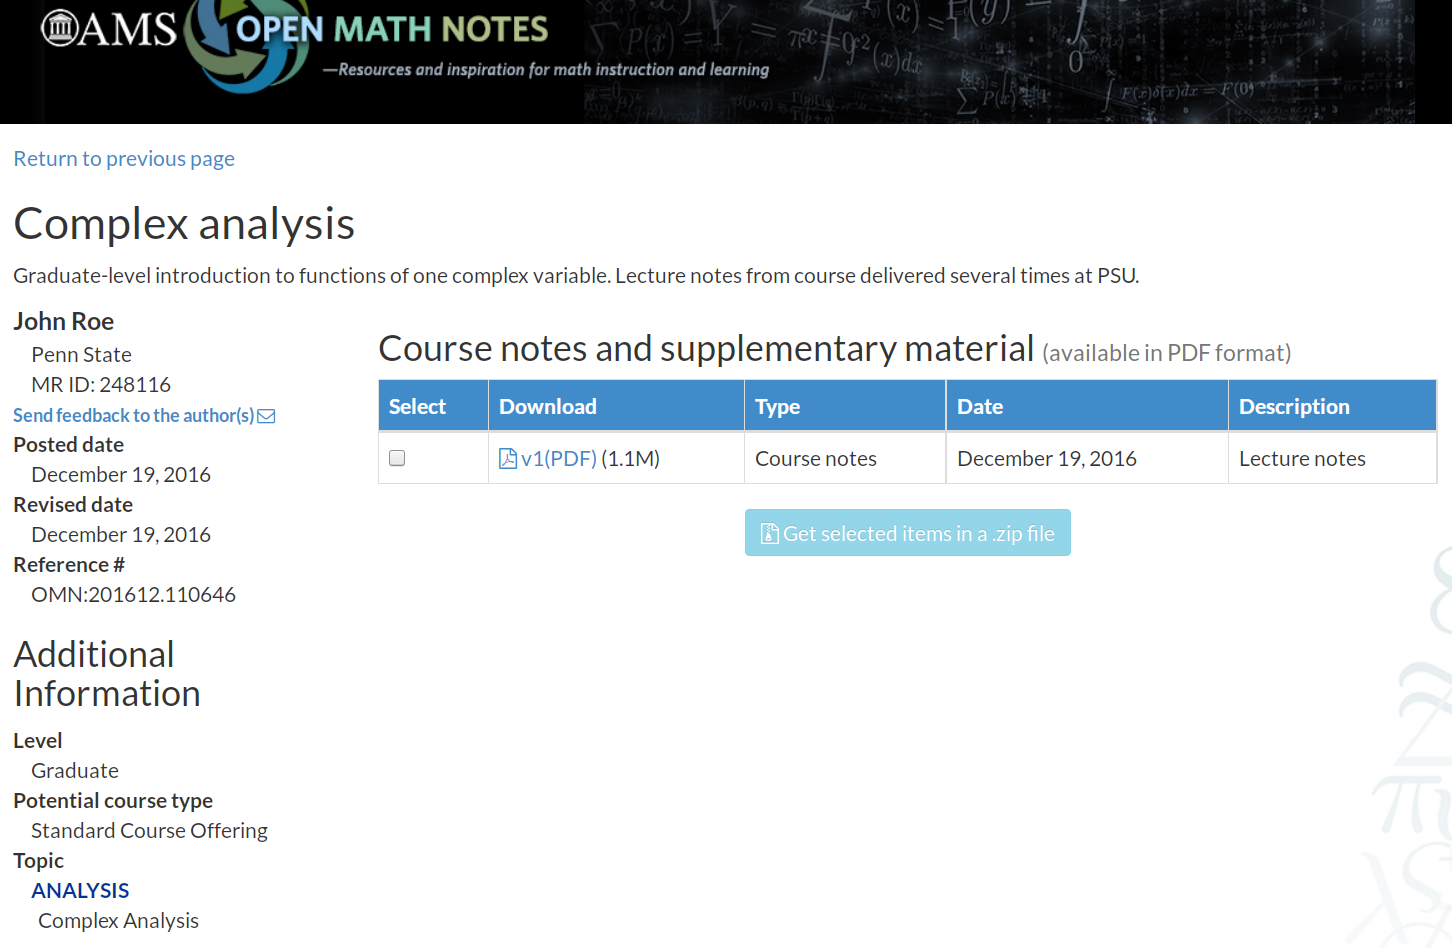 AMS OPEN MATH NOTES
—Resources and inspiration for math instruction and learning
Return to previous page
Complex analysis
Graduate-level introduction to functions of one complex variable. Lecture notes from course delivered several times at PSU.
John Roe
Penn State
MR ID: 248116
Send feedback to the author(s)
Posted date
December 19, 2016
Revised date
December 19, 2016
Reference #
OMN:201612.110646
Additional
Information
Level
Graduate
Potential course type
Standard Course Offering
Topic
ANALYSIS
Complex Analysis
Course notes and supplementary material (available in PDF format)
Select Download Type Date Description
v1(PDF) (1.1M) Course notes December 19, 2016 Lecture notes
Get selected items in a .zip file